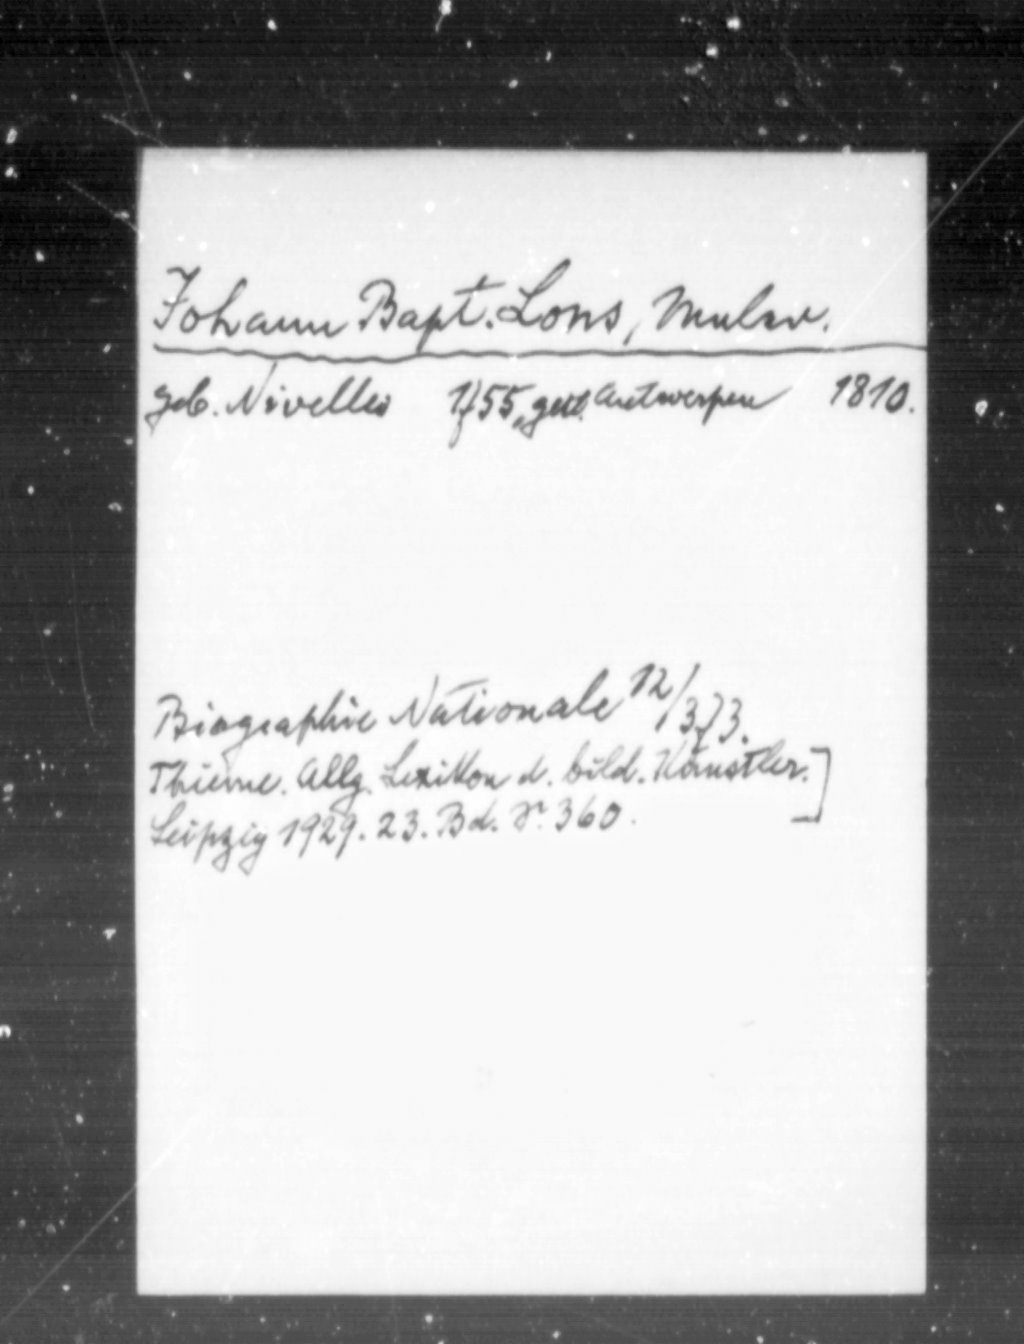 Johann Bapt. Lons, Maler.
geb. Nivelles 1755, gest. Antwerpen 1810.
Biographie Nationale 12/373.
Thieme. Allg. Lexikon d. bild. Künstler.]
Leipzig 1929. 23. Bd. S. 360.